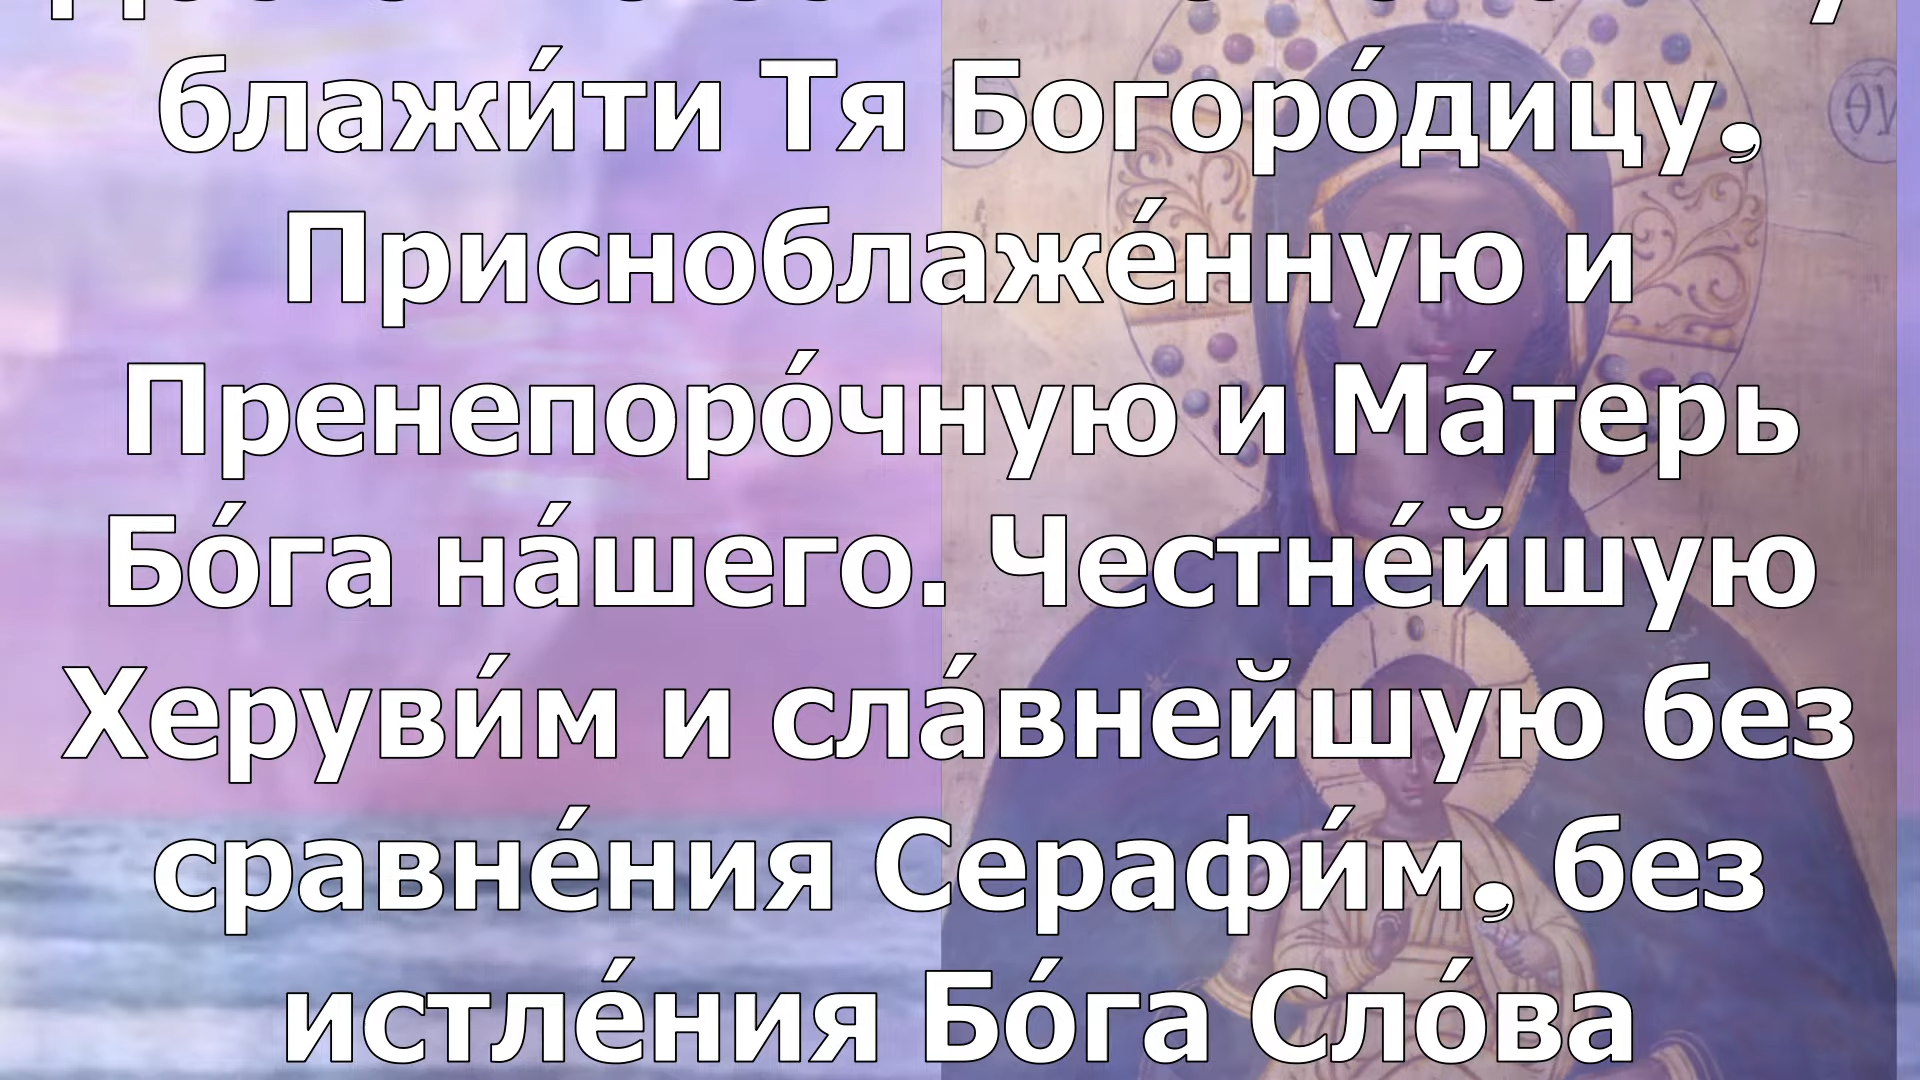 блажи́ти Тя Богоро́дицу,
Присноблаже́нную и
Пренепоро́чную и Ма́терь
Бо́га на́шего. Честне́йшую
Херуви́м и сла́внейшую без
сравне́ния Серафи́м, без
истле́ния Бо́га Сло́ва